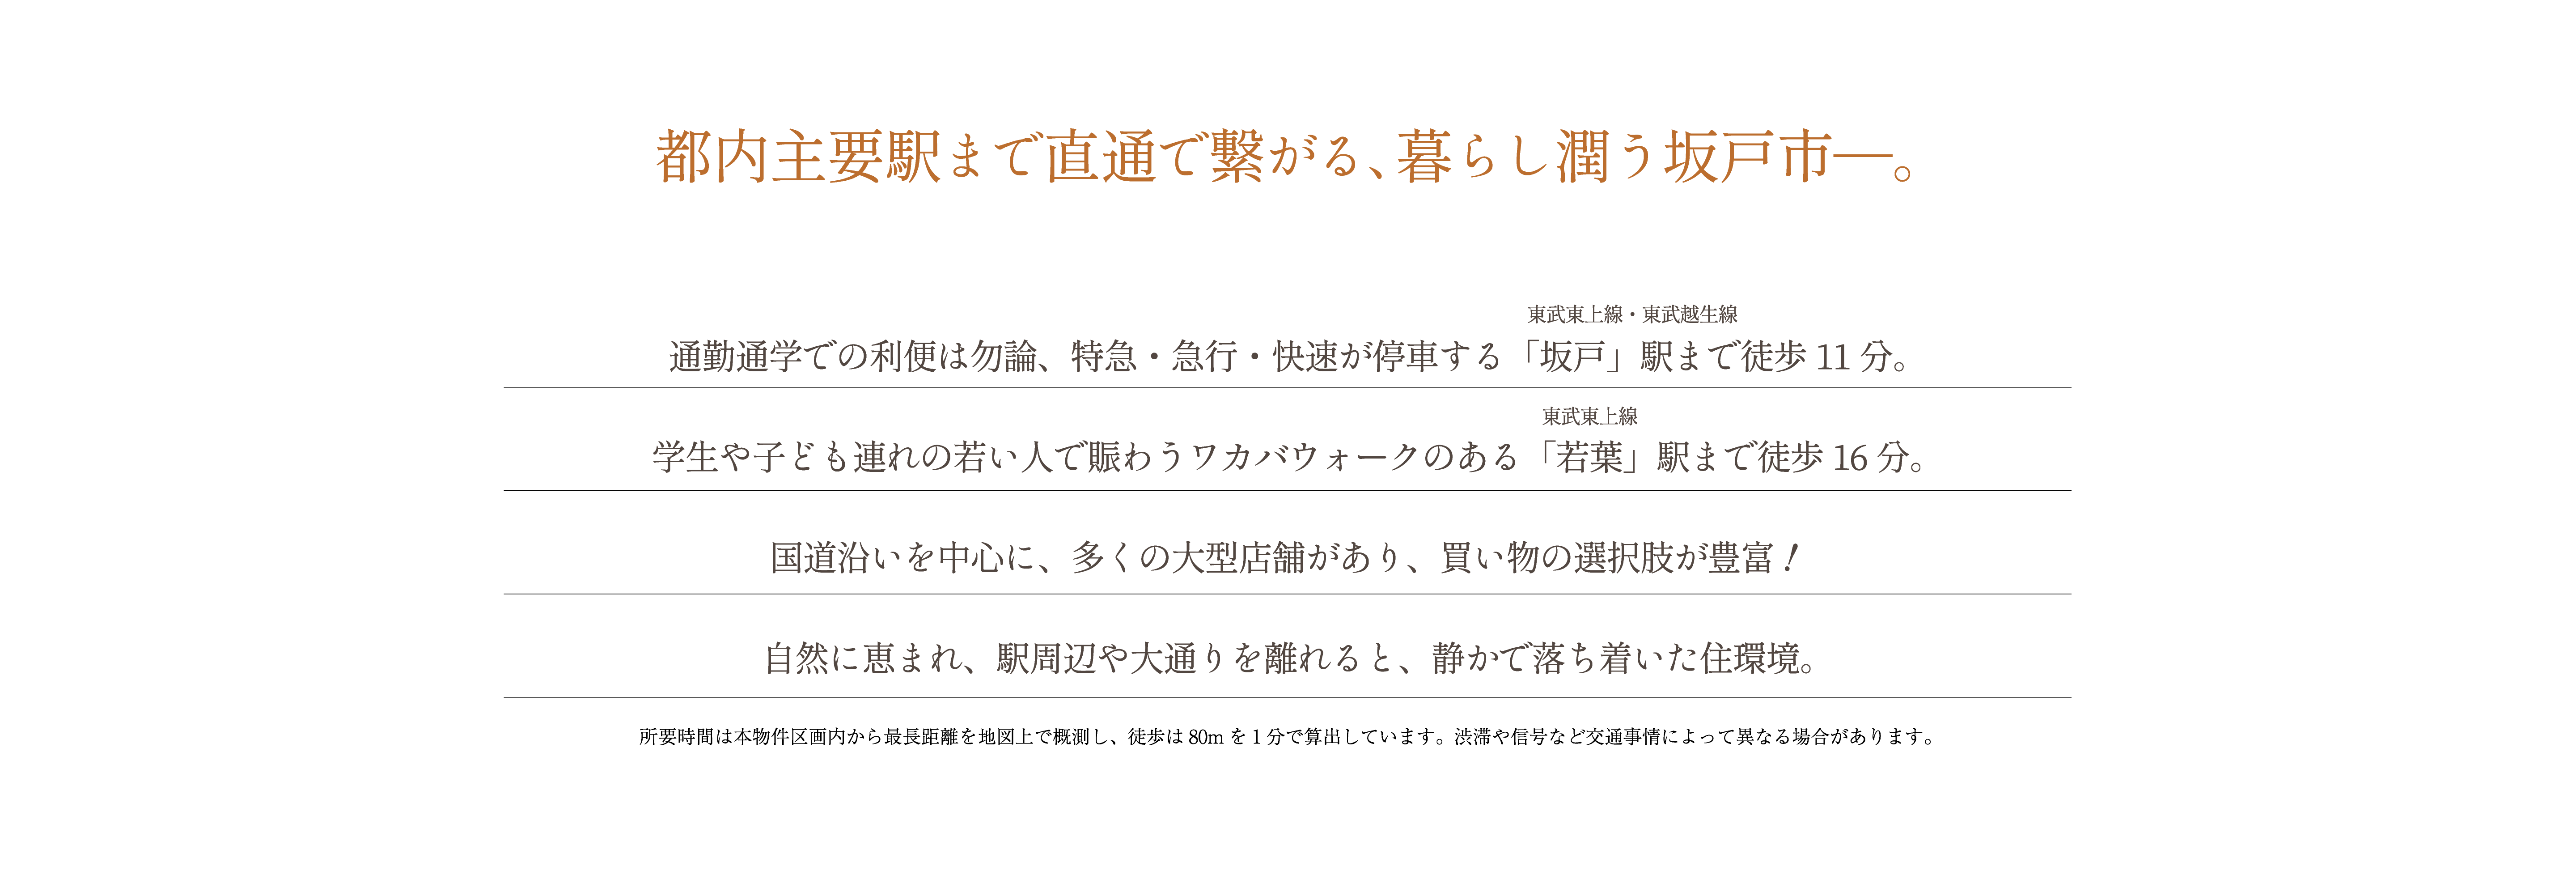 都内主要駅まで直通で繋がる、暮らし潤う坂戸市―。
東武東上線・東武越生線
通勤通学での利便は勿論、特急・急行・快速が停車する「坂戸」駅まで徒歩 11 分。
東武東上線
学生や子ども連れの若い人で賑わうワカバウォークのある「若葉」駅まで徒歩 16 分。
国道沿いを中心に、多くの大型店舗があり、買い物の選択肢が豊富！
自然に恵まれ、駅周辺や大通りを離れると、静かで落ち着いた住環境。
所要時間は本物件区画内から最長距離を地図上で概測し、徒歩は 80m を 1 分で算出しています。渋滞や信号など交通事情によって異なる場合があります。